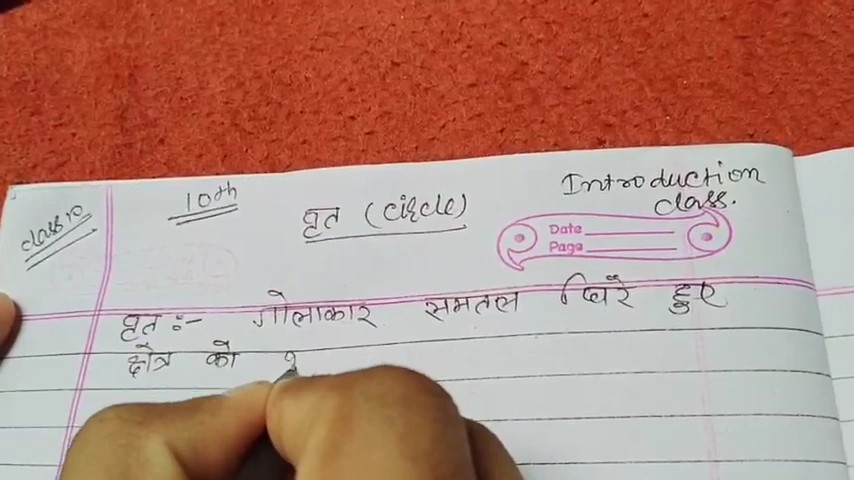 class 10
10th
वृत (circle)
Introduction
class.
Date
Page
वृत :- गोलाकार समतल घिरे हुए
क्षेत्र को